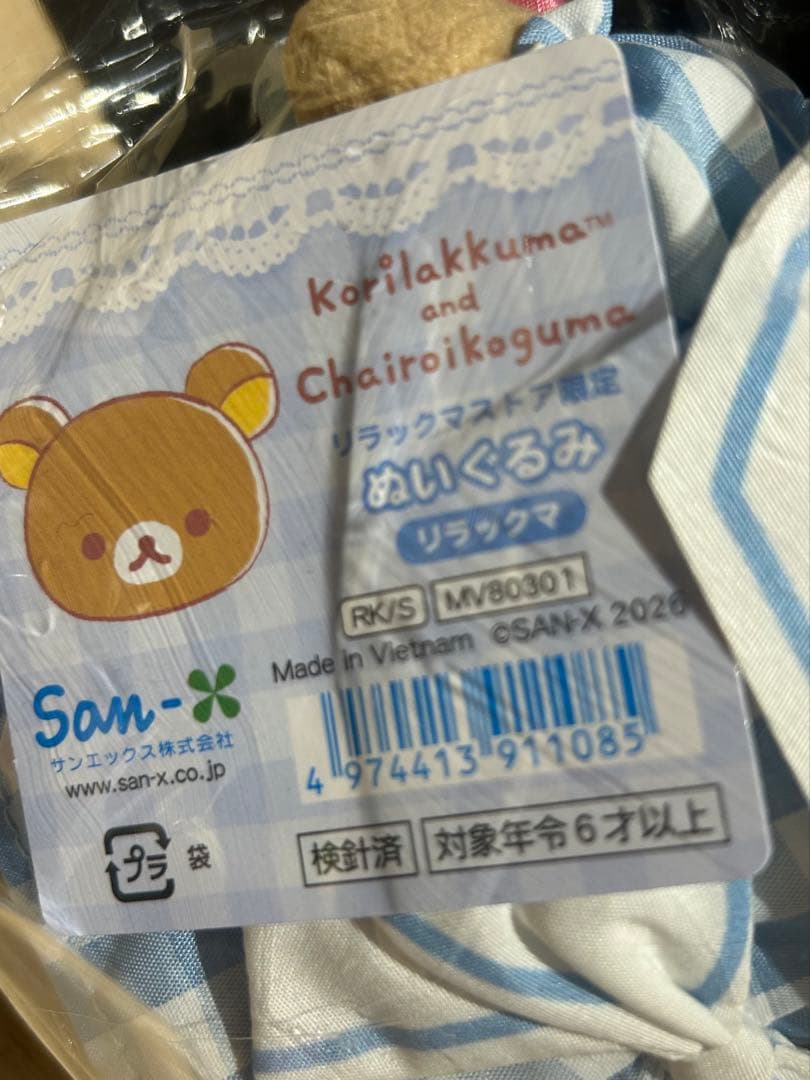 Korilakkuma™
and
Chairoikoguma
リラックマストア限定
ぬいぐるみ
リラックマ
RK/S MV80301
Made in Vietnam ©SAN-X 2026
San-X
サンエックス株式会社
www.san-x.co.jp
4 974413 911085
プラ 袋
検針済 対象年令6才以上